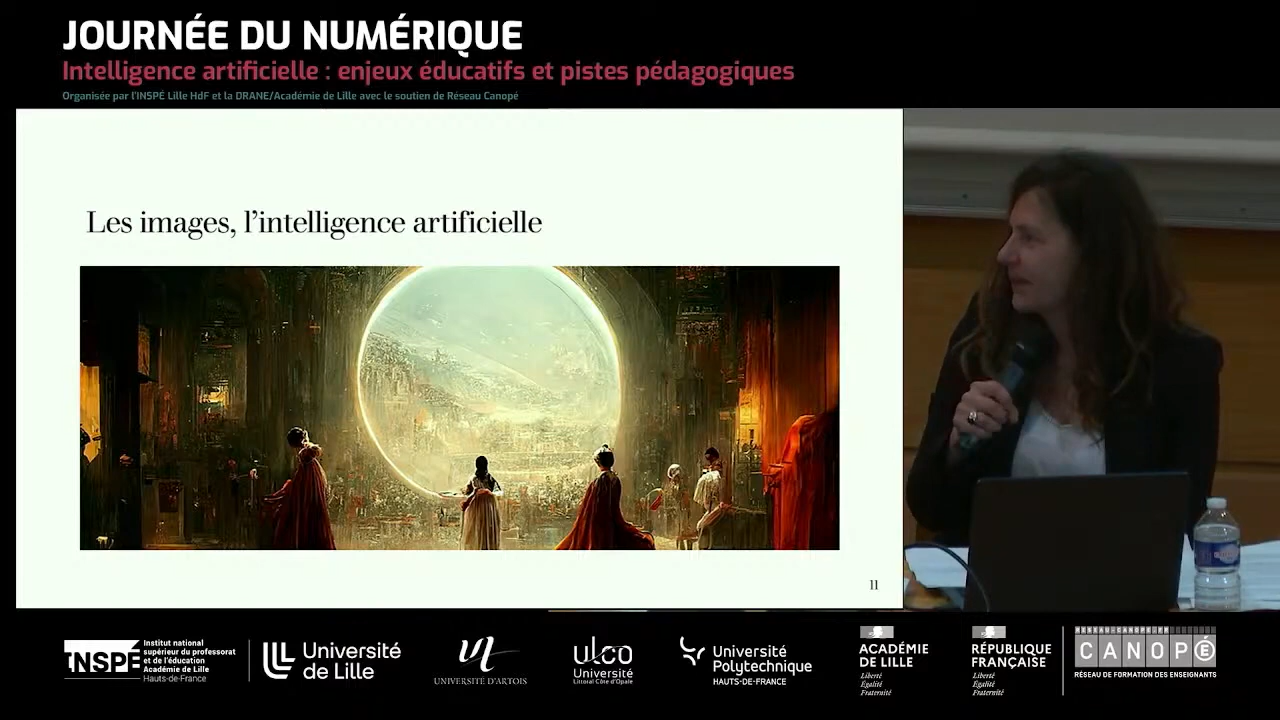 JOURNÉE DU NUMÉRIQUE
Intelligence artificielle : enjeux éducatifs et pistes pédagogiques
Organisée par l'INSPÉ Lille HdF et la DRANE/Académie de Lille avec le soutien de Réseau Canopé
Les images, l'intelligence artificielle
11
INSPÉ
Institut national
supérieur du professorat
et de l'éducation
Académie de Lille
Hauts-de-France
Université
de Lille
UNIVERSITÉ D'ARTOIS
ulco
Université
Littoral Côte d'Opale
Université
Polytechnique
HAUTS-DE-FRANCE
ACADÉMIE
DE LILLE
Liberté
Égalité
Fraternité
RÉPUBLIQUE
FRANÇAISE
Liberté
Égalité
Fraternité
RESEAU-CANOPE.FR
CANOPÉ
RÉSEAU DE FORMATION DES ENSEIGNANTS